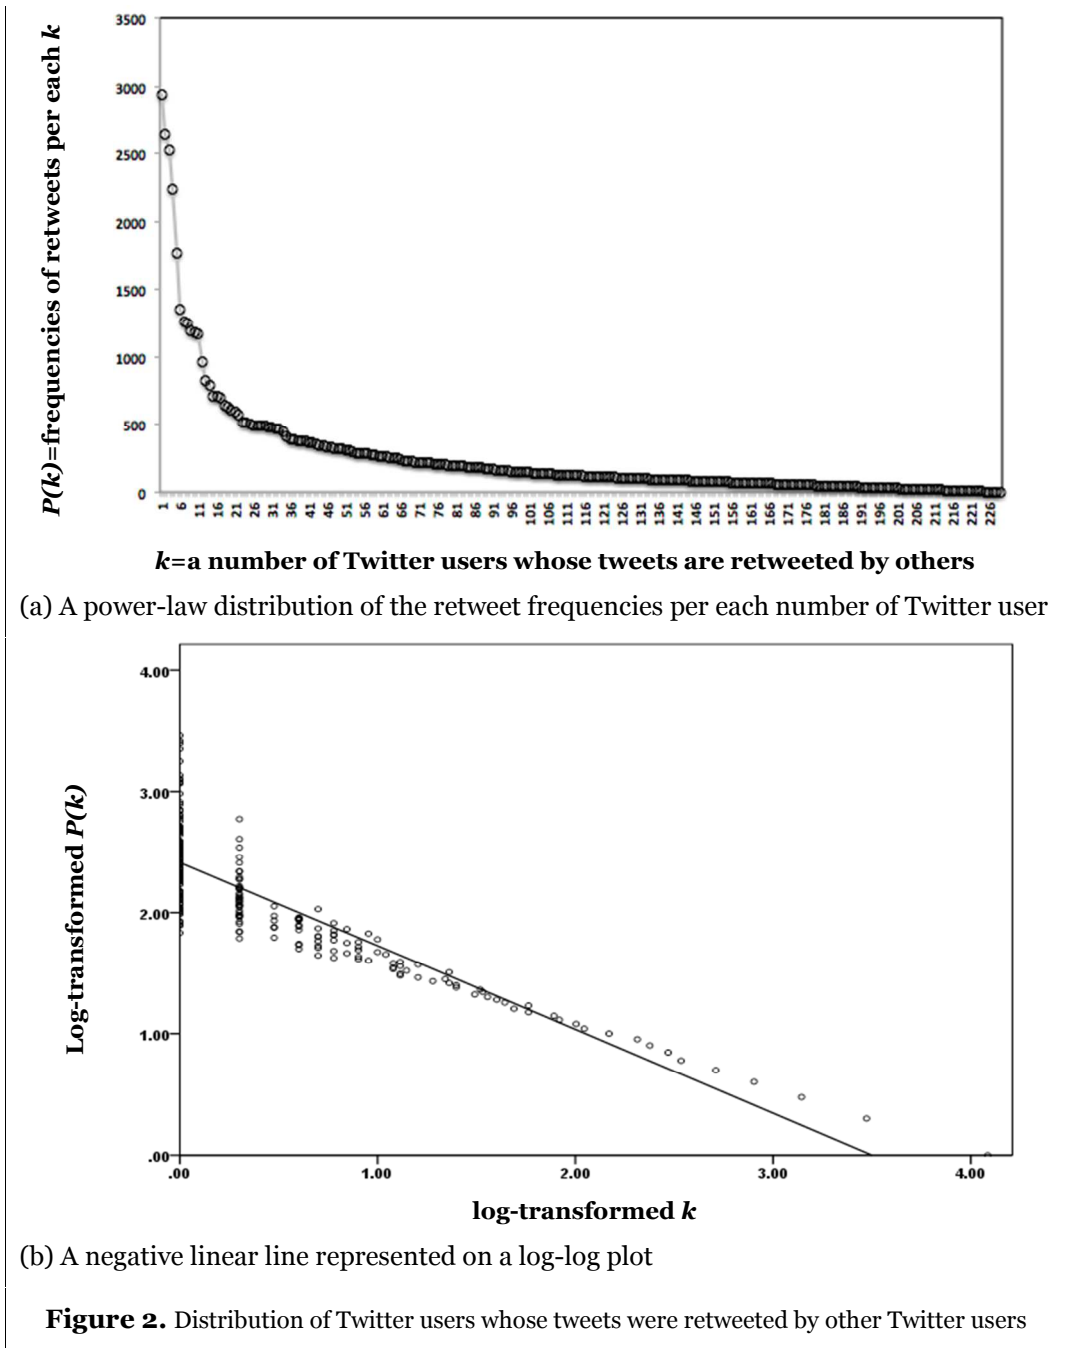 3500
3000
2500
2000
1500
1000
500
0
P(k)=frequencies of retweets per each k
1 6 11 16 21 26 31 36 41 46 51 56 61 66 71 76 81 86 91 96 101 106 111 116 121 126 131 136 141 146 151 156 161 166 171 176 181 186 191 196 201 206 211 216 221 226
k=a number of Twitter users whose tweets are retweeted by others
(a) A power-law distribution of the retweet frequencies per each number of Twitter user
4.00
3.00
2.00
1.00
.00
Log-transformed P(k)
.00 1.00 2.00 3.00 4.00
log-transformed k
(b) A negative linear line represented on a log-log plot
Figure 2. Distribution of Twitter users whose tweets were retweeted by other Twitter users